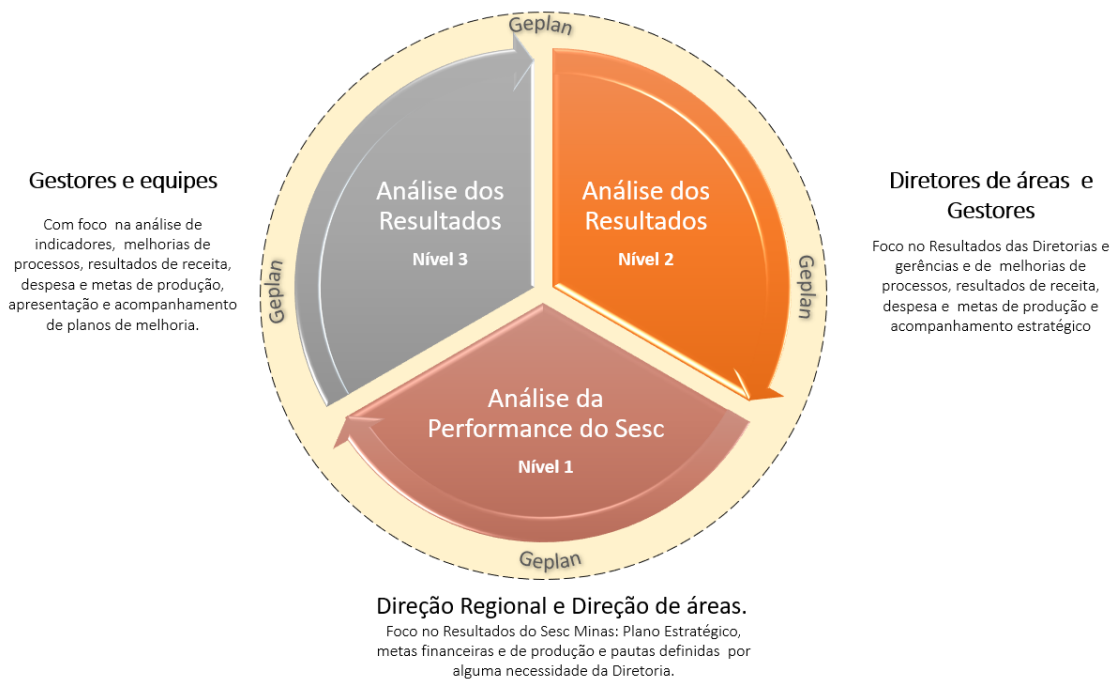 Geplan
Análise dos
Resultados
Nível 3
Análise dos
Resultados
Nível 2
Gestores e equipes
Com foco na análise de
indicadores, melhorias de
processos, resultados de receita,
despesa e metas de produção,
apresentação e acompanhamento
de planos de melhoria.
Diretores de áreas e
Gestores
Foco no Resultados das Diretorias e
gerências e de melhorias de
processos, resultados de receita,
despesa e metas de produção e
acompanhamento estratégico
Geplan
Geplan
Análise da
Performance do Sesc
Nível 1
Geplan
Direção Regional e Direção de áreas.
Foco no Resultados do Sesc Minas: Plano Estratégico,
metas financeiras e de produção e pautas definidas por
alguma necessidade da Diretoria.